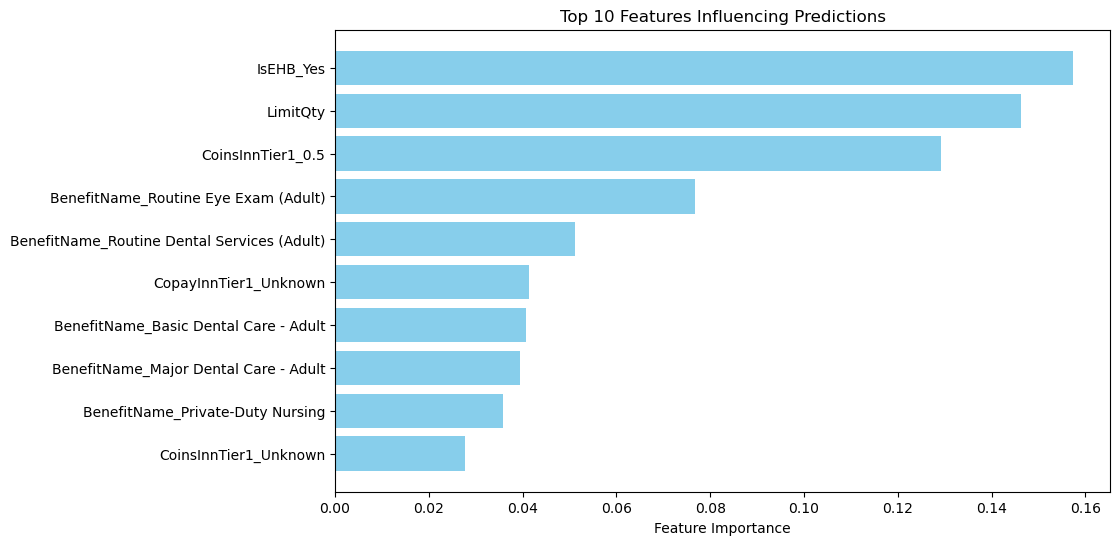 Top 10 Features Influencing Predictions
IsEHB_Yes
LimitQty
CoinsInnTier1_0.5
BenefitName_Routine Eye Exam (Adult)
BenefitName_Routine Dental Services (Adult)
CopayInnTier1_Unknown
BenefitName_Basic Dental Care - Adult
BenefitName_Major Dental Care - Adult
BenefitName_Private-Duty Nursing
CoinsInnTier1_Unknown
0.00 0.02 0.04 0.06 0.08 0.10 0.12 0.14 0.16
Feature Importance